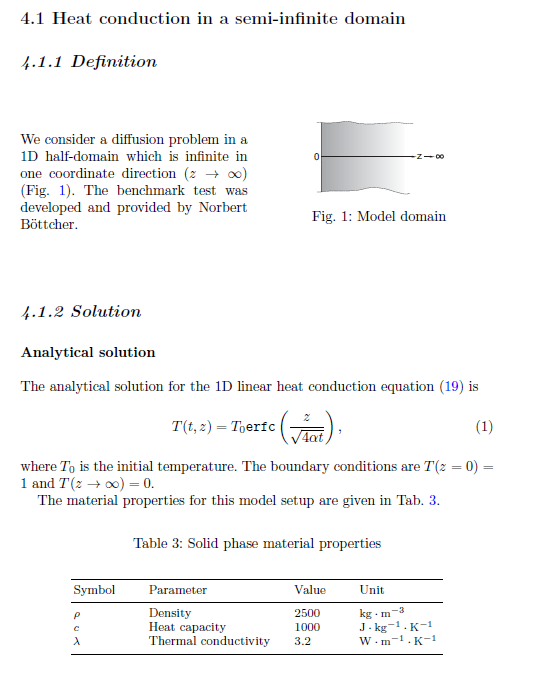 4.1 Heat conduction in a semi-infinite domain
4.1.1 Definition
We consider a diffusion problem in a
1D half-domain which is infinite in
one coordinate direction (z → ∞)
(Fig. 1). The benchmark test was
developed and provided by Norbert
Böttcher.
0 z ∞
Fig. 1: Model domain
4.1.2 Solution
Analytical solution
The analytical solution for the 1D linear heat conduction equation (19) is
T(t, z) = T₀erfc(z/√4αt), (1)
where T₀ is the initial temperature. The boundary conditions are T(z = 0) =
1 and T(z → ∞) = 0.
The material properties for this model setup are given in Tab. 3.
Table 3: Solid phase material properties
Symbol Parameter Value Unit
ρ Density 2500 kg · m⁻³
c Heat capacity 1000 J · kg⁻¹ · K⁻¹
λ Thermal conductivity 3.2 W · m⁻¹ · K⁻¹